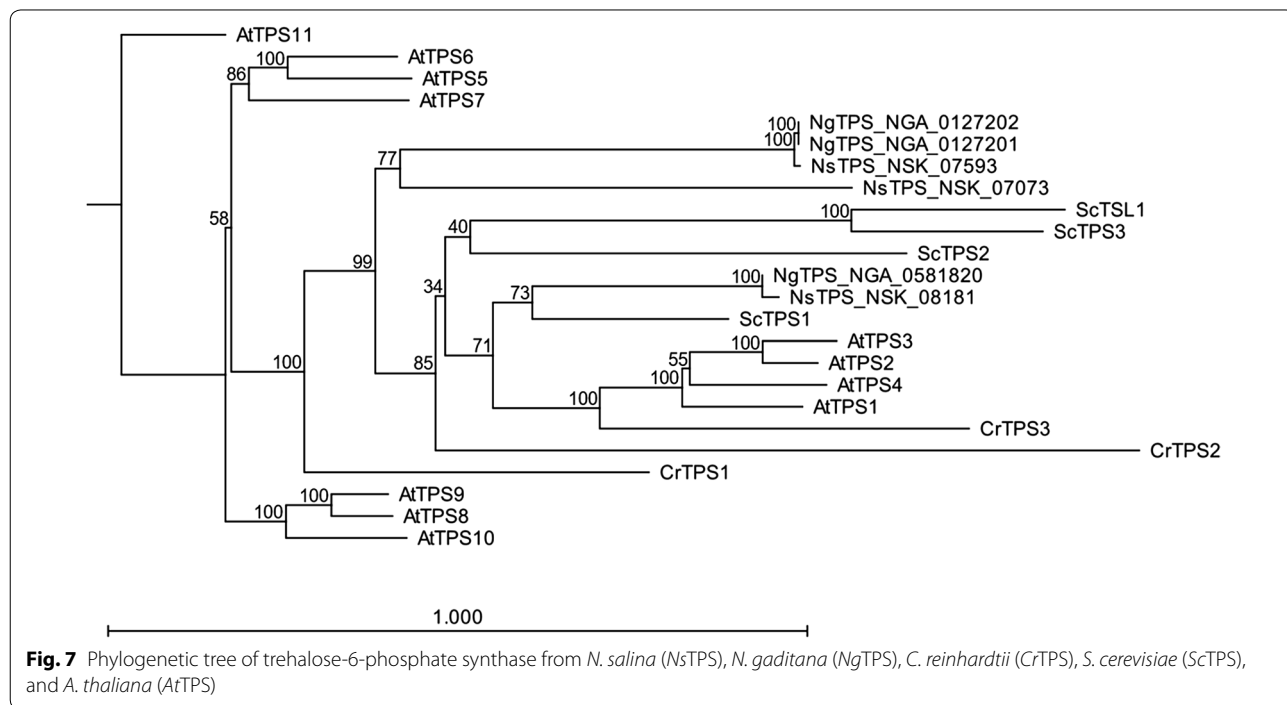 AtTPS11
100 AtTPS6
86 AtTPS5
AtTPS7
100 NgTPS_NGA_0127202
100 NgTPS_NGA_0127201
NsTPS_NSK_07593
77
NsTPS_NSK_07073
100 ScTSL1
58 ScTPS3
40
ScTPS2
99
100 NgTPS_NGA_0581820
34 73 NsTPS_NSK_08181
ScTPS1
71 100 AtTPS3
55 AtTPS2
100 85 100 AtTPS4
100 AtTPS1
CrTPS3
CrTPS2
CrTPS1
100 AtTPS9
100 AtTPS8
AtTPS10
1.000
Fig. 7 Phylogenetic tree of trehalose-6-phosphate synthase from N. salina (NsTPS), N. gaditana (NgTPS), C. reinhardtii (CrTPS), S. cerevisiae (ScTPS),
and A. thaliana (AtTPS)